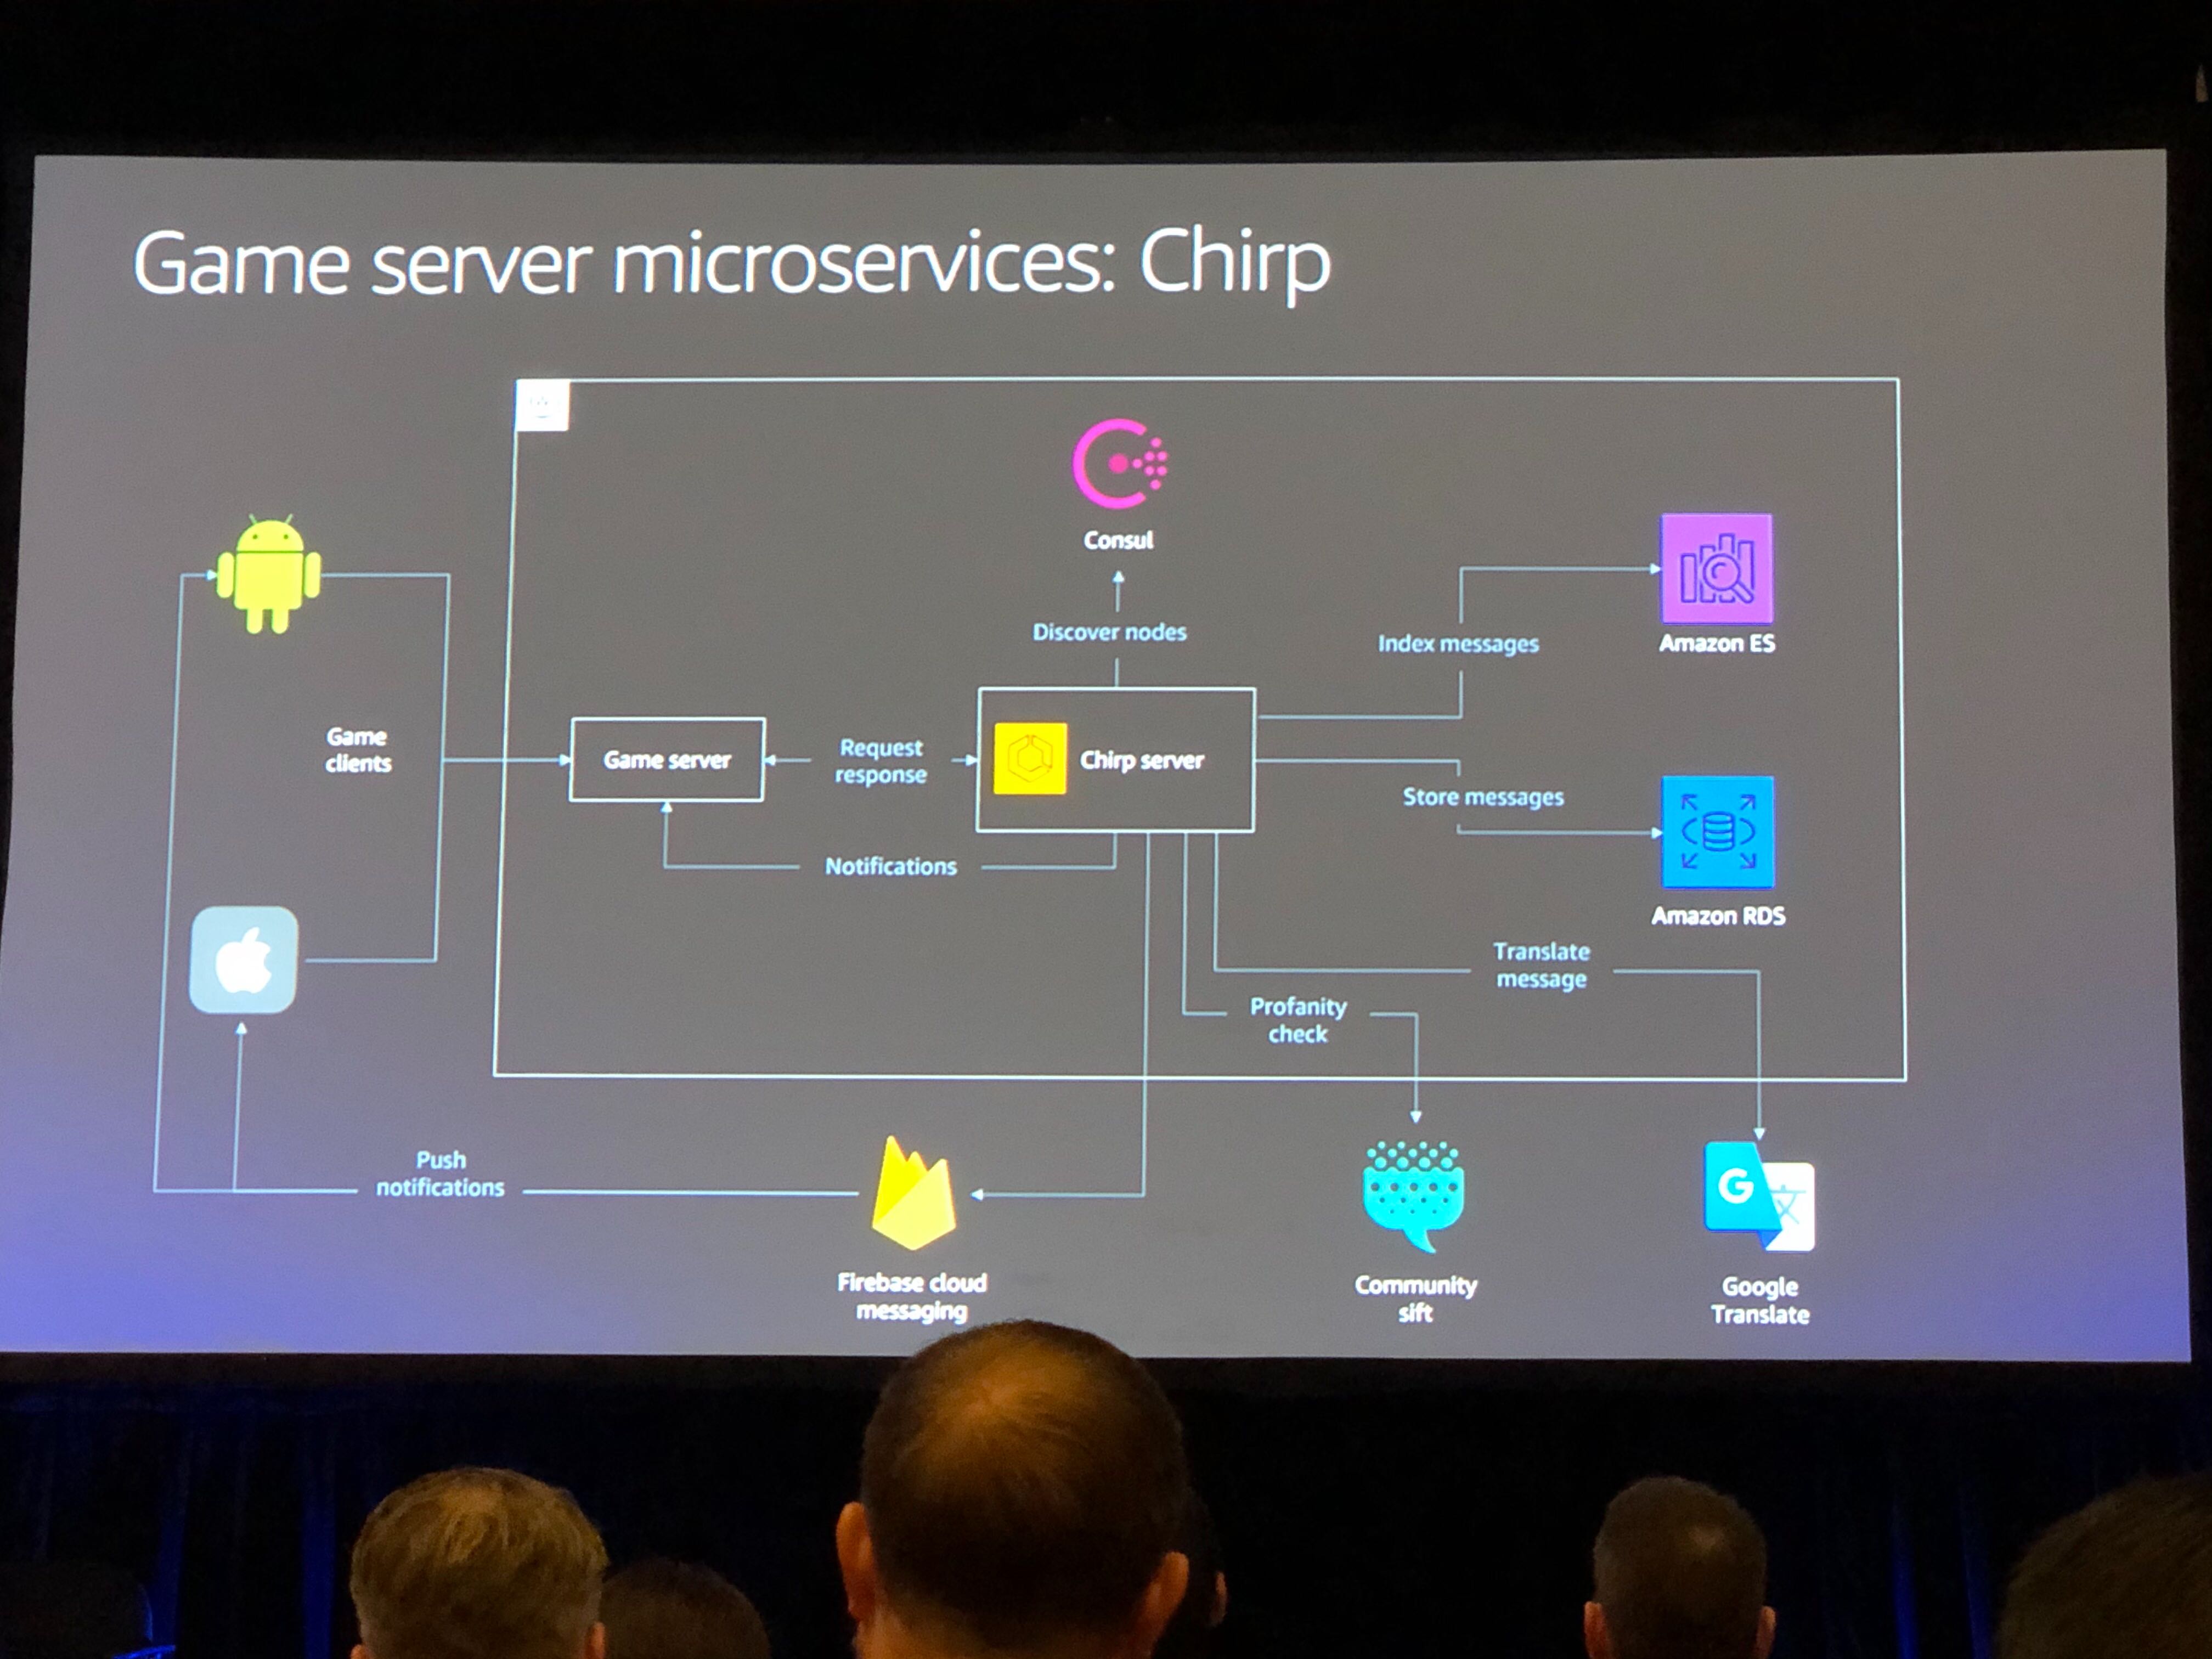 Game server microservices: Chirp
Consul
Discover nodes
Index messages
Amazon ES
Game
clients
Game server
Request
response
Chirp server
Store messages
Notifications
Amazon RDS
Translate
message
Profanity
check
Push
notifications
G
文
Firebase cloud
messaging
Community
sift
Google
Translate